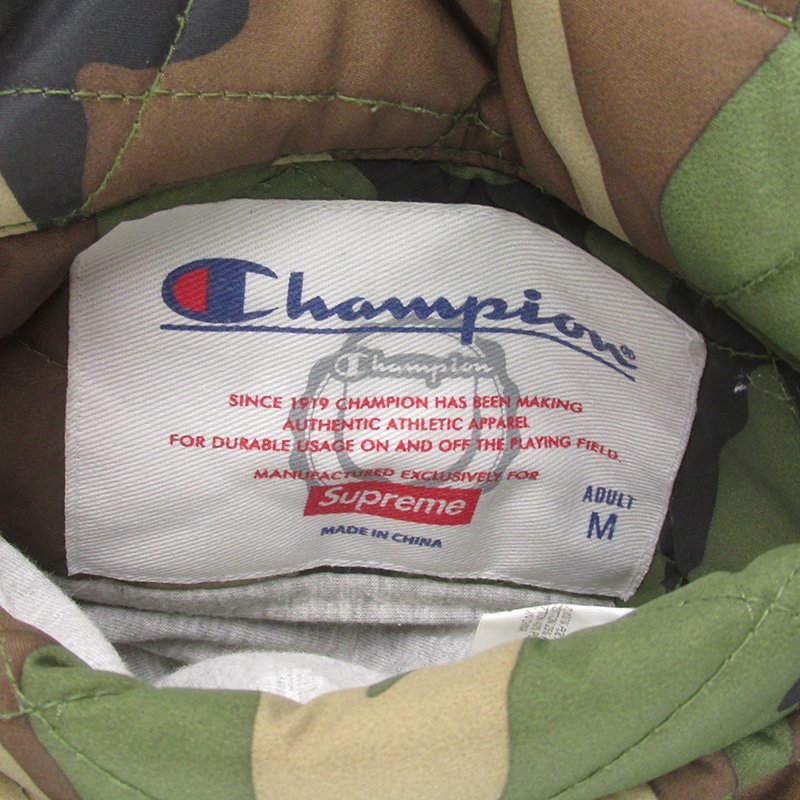 Champion®
Champion
SINCE 1919 CHAMPION HAS BEEN MAKING
AUTHENTIC ATHLETIC APPAREL
FOR DURABLE USAGE ON AND OFF THE PLAYING FIELD.
MANUFACTURED EXCLUSIVELY FOR
Supreme
MADE IN CHINA
ADULT
M